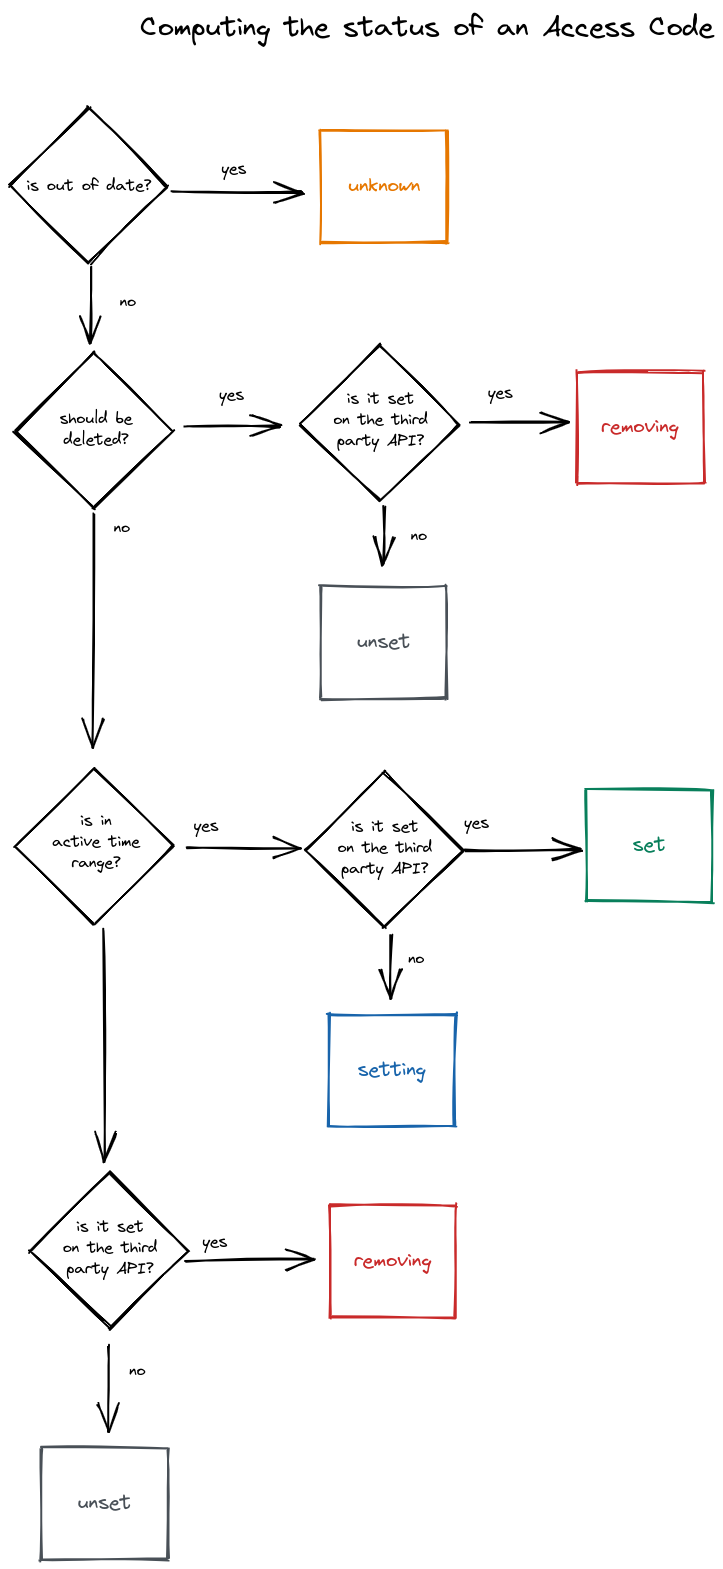 Computing the status of an Access Code
is out of date?
yes
unknown
no
should be
deleted?
yes
is it set
on the third
party API?
yes
removing
no
no
unset
is in
active time
range?
yes
is it set
on the third
party API?
yes
set
no
setting
is it set
on the third
party API?
yes
removing
no
unset